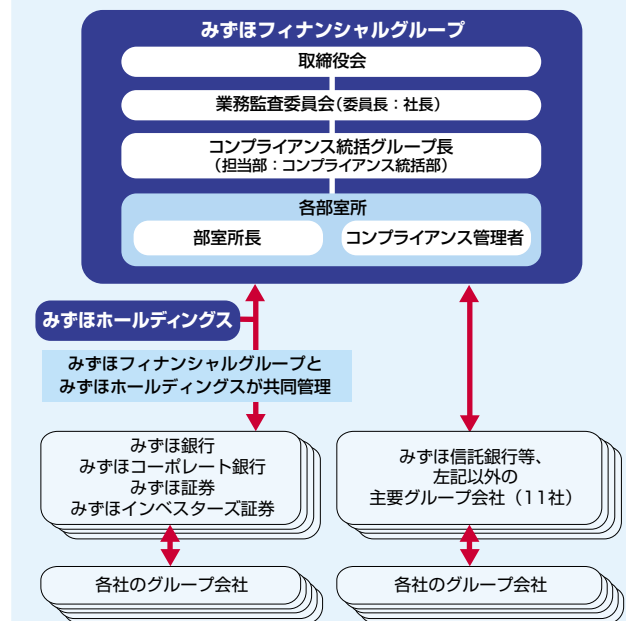 みずほフィナンシャルグループ
取締役会
業務監査委員会(委員長：社長)
コンプライアンス統括グループ長
(担当部：コンプライアンス統括部)
各部室所
部室所長
コンプライアンス管理者
みずほホールディングス
みずほフィナンシャルグループと
みずほホールディングスが共同管理
みずほ銀行
みずほコーポレート銀行
みずほ証券
みずほインベスターズ証券
みずほ信託銀行等、
左記以外の
主要グループ会社（11社）
各社のグループ会社
各社のグループ会社